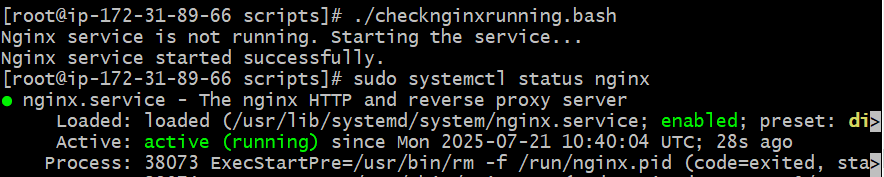 [root@ip-172-31-89-66 scripts]# ./checknginxrunning.bash
Nginx service is not running. Starting the service...
Nginx service started successfully.
[root@ip-172-31-89-66 scripts]# sudo systemctl status nginx
● nginx.service - The nginx HTTP and reverse proxy server
Loaded: loaded (/usr/lib/systemd/system/nginx.service; enabled; preset: di>
Active: active (running) since Mon 2025-07-21 10:40:04 UTC; 28s ago
Process: 38073 ExecStartPre=/usr/bin/rm -f /run/nginx.pid (code=exited, sta>